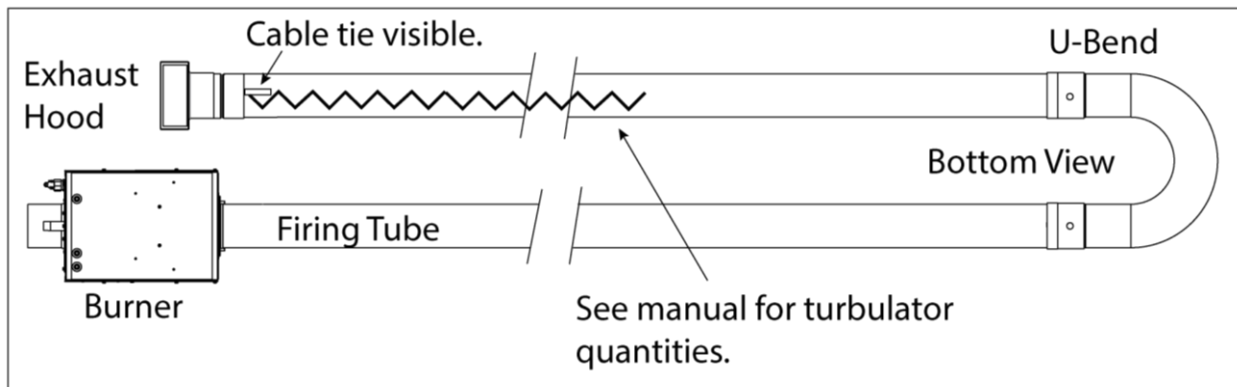 Cable tie visible.
U-Bend
Exhaust
Hood
Bottom View
Firing Tube
Burner
See manual for turbulator
quantities.